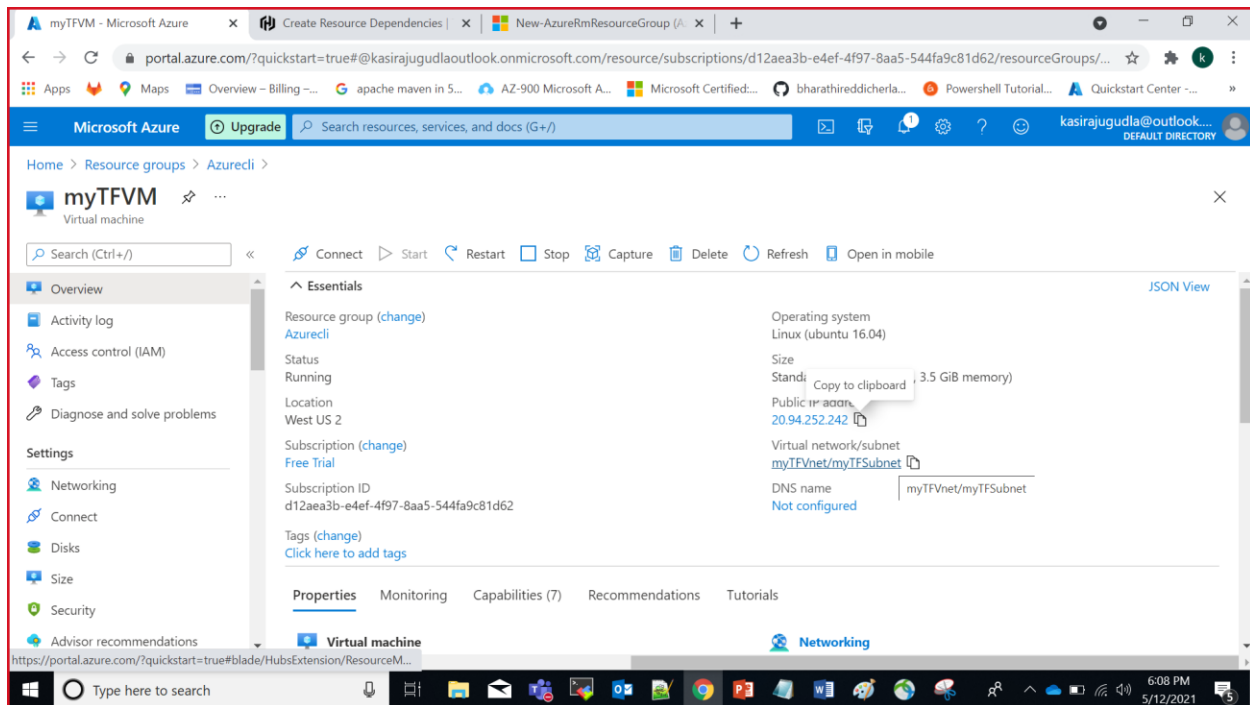 myTFVM - Microsoft Azure
Create Resource Dependencies |
New-AzureRmResourceGroup (A
portal.azure.com/?quickstart=true#@kasirajugudlaoutlook.onmicrosoft.com/resource/subscriptions/d12aea3b-e4ef-4f97-8aa5-544fa9c81d62/resourceGroups/...
k
Apps Maps Overview – Billing –... apache maven in 5... AZ-900 Microsoft A... Microsoft Certified:... bharathireddicherla... Powershell Tutorial... Quickstart Center -... »
Microsoft Azure Upgrade Search resources, services, and docs (G+/) 1 kasirajugudla@outlook....
DEFAULT DIRECTORY
Home > Resource groups > Azurecli >
myTFVM ...
Virtual machine
Search (Ctrl+/) «
Connect Start Restart Stop Capture Delete Refresh Open in mobile
Overview
Activity log
Access control (IAM)
Tags
Diagnose and solve problems
Settings
Networking
Connect
Disks
Size
Security
Advisor recommendations
Essentials
JSON View
Resource group (change)
Azurecli
Status
Running
Location
West US 2
Subscription (change)
Free Trial
Subscription ID
d12aea3b-e4ef-4f97-8aa5-544fa9c81d62
Tags (change)
Click here to add tags
Operating system
Linux (ubuntu 16.04)
Size
, 3.5 GiB memory)
Copy to clipboard
Public IP
20.94.252.242
Virtual network/subnet
myTFVnet/myTFSubnet
DNS name
myTFVnet/myTFSubnet
Not configured
Properties Monitoring Capabilities (7) Recommendations Tutorials
Virtual machine
Networking
https://portal.azure.com/?quickstart=true#blade/HubsExtension/ResourceM...
Type here to search
6:08 PM
5/12/2021
5